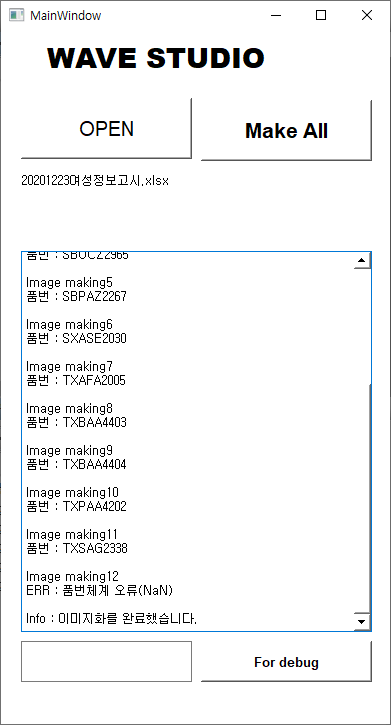 MainWindow
WAVE STUDIO
OPEN
Make All
20201223여성정보고시.xlsx
품번 : SBOCZ2965
Image making5
품번 : SBPAZ2267
Image making6
품번 : SXASE2030
Image making7
품번 : TXAFA2005
Image making8
품번 : TXBAA4403
Image making9
품번 : TXBAA4404
Image making10
품번 : TXPAA4202
Image making11
품번 : TXSAG2338
Image making12
ERR : 품번체계 오류(NaN)
Info : 이미지화를 완료했습니다.
For debug